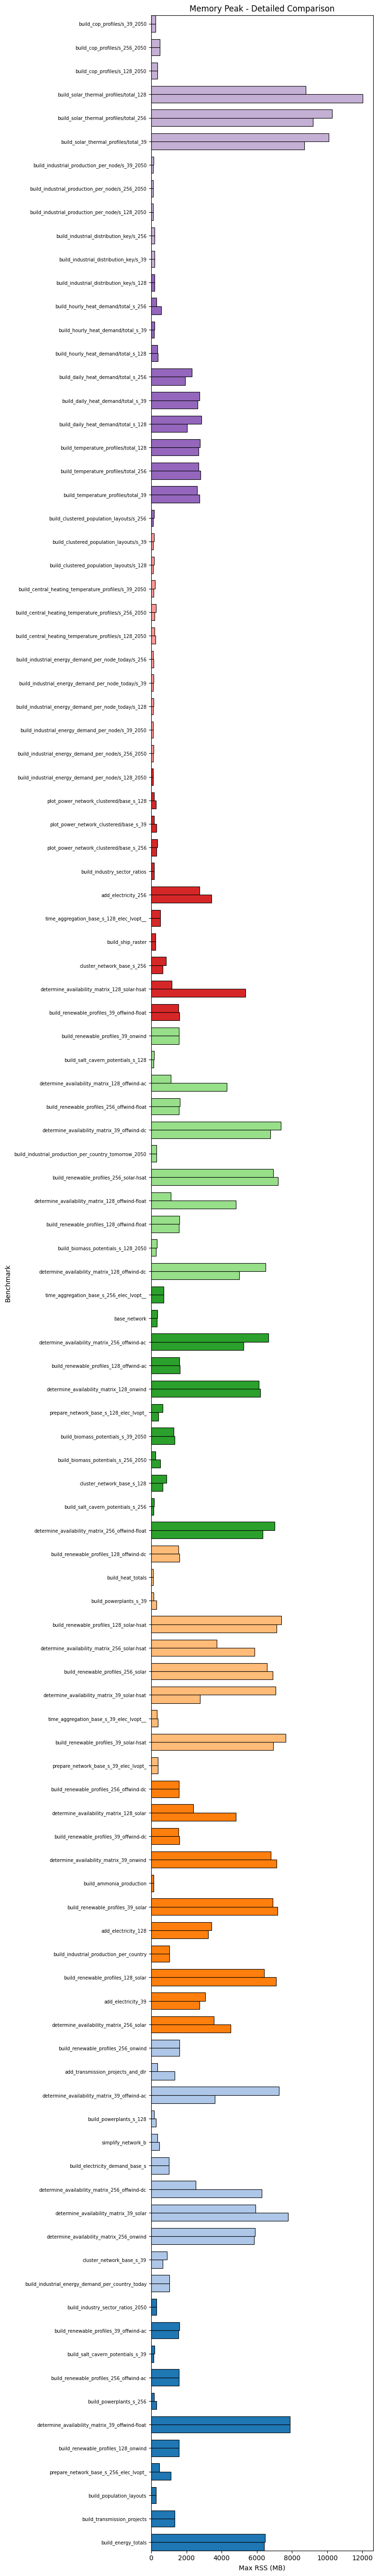 Memory Peak - Detailed Comparison
build_cop_profiles/s_39_2050
build_cop_profiles/s_256_2050
build_cop_profiles/s_128_2050
build_solar_thermal_profiles/total_128
build_solar_thermal_profiles/total_256
build_solar_thermal_profiles/total_39
build_industrial_production_per_node/s_39_2050
build_industrial_production_per_node/s_256_2050
build_industrial_production_per_node/s_128_2050
build_industrial_distribution_key/s_256
build_industrial_distribution_key/s_39
build_industrial_distribution_key/s_128
build_hourly_heat_demand/total_s_256
build_hourly_heat_demand/total_s_39
build_hourly_heat_demand/total_s_128
build_daily_heat_demand/total_s_256
build_daily_heat_demand/total_s_39
build_daily_heat_demand/total_s_128
build_temperature_profiles/total_128
build_temperature_profiles/total_256
build_temperature_profiles/total_39
build_clustered_population_layouts/s_256
build_clustered_population_layouts/s_39
build_clustered_population_layouts/s_128
build_central_heating_temperature_profiles/s_39_2050
build_central_heating_temperature_profiles/s_256_2050
build_central_heating_temperature_profiles/s_128_2050
build_industrial_energy_demand_per_node_today/s_256
build_industrial_energy_demand_per_node_today/s_39
build_industrial_energy_demand_per_node_today/s_128
build_industrial_energy_demand_per_node/s_39_2050
build_industrial_energy_demand_per_node/s_256_2050
build_industrial_energy_demand_per_node/s_128_2050
plot_power_network_clustered/base_s_128
plot_power_network_clustered/base_s_39
plot_power_network_clustered/base_s_256
build_industry_sector_ratios
add_electricity_256
time_aggregation_base_s_128_elec_lvopt__
build_ship_raster
cluster_network_base_s_256
determine_availability_matrix_128_solar-hsat
build_renewable_profiles_39_offwind-float
build_renewable_profiles_39_onwind
build_salt_cavern_potentials_s_128
determine_availability_matrix_128_offwind-ac
build_renewable_profiles_256_offwind-float
determine_availability_matrix_39_offwind-dc
build_industrial_production_per_country_tomorrow_2050
build_renewable_profiles_256_solar-hsat
determine_availability_matrix_128_offwind-float
build_renewable_profiles_128_offwind-float
build_biomass_potentials_s_128_2050
determine_availability_matrix_128_offwind-dc
time_aggregation_base_s_256_elec_lvopt__
base_network
determine_availability_matrix_256_offwind-ac
build_renewable_profiles_128_offwind-ac
determine_availability_matrix_128_onwind
prepare_network_base_s_128_elec_lvopt_
build_biomass_potentials_s_39_2050
build_biomass_potentials_s_256_2050
cluster_network_base_s_128
build_salt_cavern_potentials_s_256
determine_availability_matrix_256_offwind-float
build_renewable_profiles_128_offwind-dc
build_heat_totals
build_powerplants_s_39
build_renewable_profiles_128_solar-hsat
determine_availability_matrix_256_solar-hsat
build_renewable_profiles_256_solar
determine_availability_matrix_39_solar-hsat
time_aggregation_base_s_39_elec_lvopt__
build_renewable_profiles_39_solar-hsat
prepare_network_base_s_39_elec_lvopt_
build_renewable_profiles_256_offwind-dc
determine_availability_matrix_128_solar
build_renewable_profiles_39_offwind-dc
determine_availability_matrix_39_onwind
build_ammonia_production
build_renewable_profiles_39_solar
add_electricity_128
build_industrial_production_per_country
build_renewable_profiles_128_solar
add_electricity_39
determine_availability_matrix_256_solar
build_renewable_profiles_256_onwind
add_transmission_projects_and_dlr
determine_availability_matrix_39_offwind-ac
build_powerplants_s_128
simplify_network_b
build_electricity_demand_base_s
determine_availability_matrix_256_offwind-dc
determine_availability_matrix_39_solar
determine_availability_matrix_256_onwind
cluster_network_base_s_39
build_industrial_energy_demand_per_country_today
build_industry_sector_ratios_2050
build_renewable_profiles_39_offwind-ac
build_salt_cavern_potentials_s_39
build_renewable_profiles_256_offwind-ac
build_powerplants_s_256
determine_availability_matrix_39_offwind-float
build_renewable_profiles_128_onwind
prepare_network_base_s_256_elec_lvopt_
build_population_layouts
build_transmission_projects
build_energy_totals
Benchmark
0 2000 4000 6000 8000 10000 12000
Max RSS (MB)